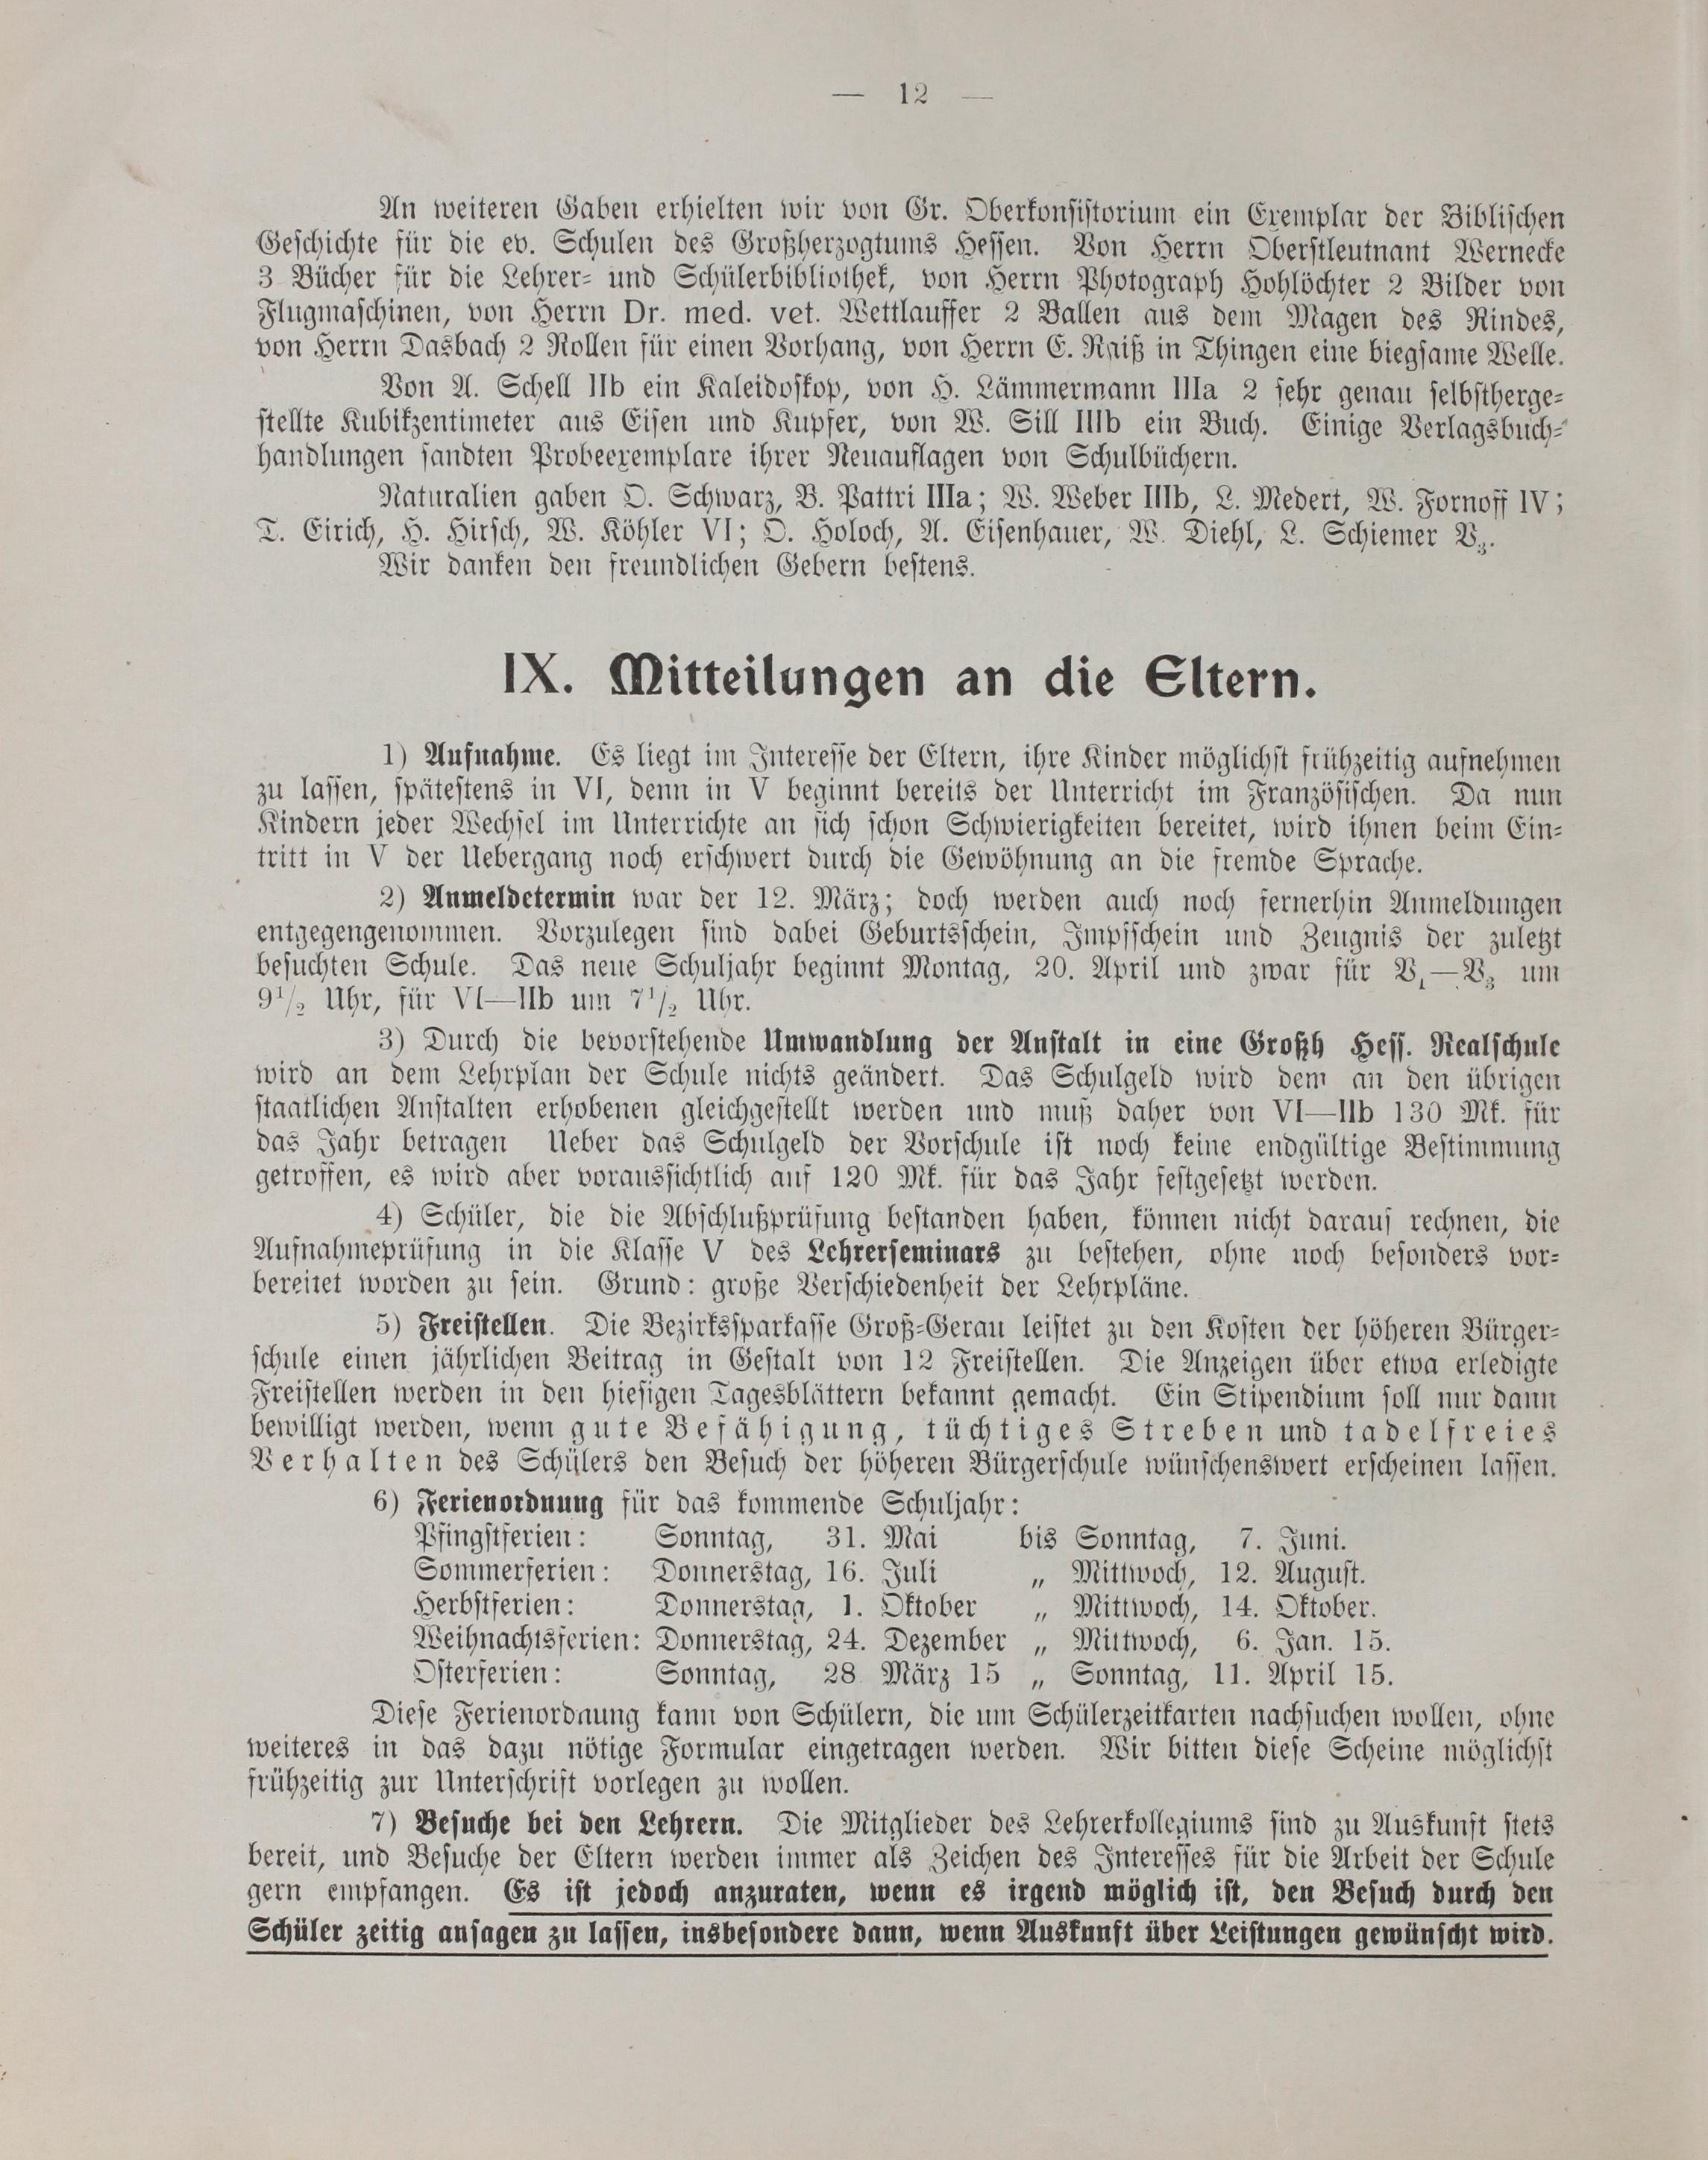 — 12 —
An weiteren Gaben erhielten wir von Gr. Oberkonsistorium ein Exemplar der Biblischen
Geschichte für die ev. Schulen des Großherzogtums Hessen. Von Herrn Oberstleutnant Wernecke
3 Bücher für die Lehrer- und Schülerbibliothek, von Herrn Photograph Hohlöchter 2 Bilder von
Flugmaschinen, von Herrn Dr. med. vet. Wettlauffer 2 Ballen aus dem Magen des Rindes,
von Herrn Dasbach 2 Rollen für einen Vorhang, von Herrn E. Raiß in Thingen eine biegsame Welle.
Von A. Schell IIb ein Kaleidoskop, von H. Lämmermann IIIa 2 sehr genau selbstherge-
stellte Kubikzentimeter aus Eisen und Kupfer, von W. Sill IIIb ein Buch. Einige Verlagsbuch-
handlungen sandten Probeexemplare ihrer Neuauflagen von Schulbüchern.
Naturalien gaben O. Schwarz, B. Pattri IIIa; W. Weber IIIb, L. Medert, W. Fornoff IV;
T. Eirich, H. Hirsch, W. Köhler VI; O. Holoch, A. Eisenhauer, W. Diehl, L. Schiemer V₃.
Wir danken den freundlichen Gebern bestens.
IX. Mitteilungen an die Eltern.
1) Aufnahme. Es liegt im Interesse der Eltern, ihre Kinder möglichst frühzeitig aufnehmen
zu lassen, spätestens in VI, denn in V beginnt bereits der Unterricht im Französischen. Da nun
Kindern jeder Wechsel im Unterrichte an sich schon Schwierigkeiten bereitet, wird ihnen beim Ein-
tritt in V der Uebergang noch erschwert durch die Gewöhnung an die fremde Sprache.
2) Anmeldetermin war der 12. März; doch werden auch noch fernerhin Anmeldungen
entgegengenommen. Vorzulegen sind dabei Geburtsschein, Impfschein und Zeugnis der zuletzt
besuchten Schule. Das neue Schuljahr beginnt Montag, 20. April und zwar für V₁—V₃ um
9¹/₂ Uhr, für VI—IIb um 7¹/₂ Uhr.
3) Durch die bevorstehende Umwandlung der Anstalt in eine Großh Hess. Realschule
wird an dem Lehrplan der Schule nichts geändert. Das Schulgeld wird dem an den übrigen
staatlichen Anstalten erhobenen gleichgestellt werden und muß daher von VI—IIb 130 Mk. für
das Jahr betragen Ueber das Schulgeld der Vorschule ist noch keine endgültige Bestimmung
getroffen, es wird aber voraussichtlich auf 120 Mk. für das Jahr festgesetzt werden.
4) Schüler, die die Abschlußprüfung bestanden haben, können nicht darauf rechnen, die
Aufnahmeprüfung in die Klasse V des Lehrerseminars zu bestehen, ohne noch besonders vor-
bereitet worden zu sein. Grund: große Verschiedenheit der Lehrpläne.
5) Freistellen. Die Bezirkssparkasse Groß-Gerau leistet zu den Kosten der höheren Bürger-
schule einen jährlichen Beitrag in Gestalt von 12 Freistellen. Die Anzeigen über etwa erledigte
Freistellen werden in den hiesigen Tagesblättern bekannt gemacht. Ein Stipendium soll nur dann
bewilligt werden, wenn gute Befähigung, tüchtiges Streben und tadelfreies
Verhalten des Schülers den Besuch der höheren Bürgerschule wünschenswert erscheinen lassen.
6) Ferienordnung für das kommende Schuljahr:
Pfingstferien: Sonntag, 31. Mai bis Sonntag, 7. Juni.
Sommerferien: Donnerstag, 16. Juli „ Mittwoch, 12. August.
Herbstferien: Donnerstag, 1. Oktober „ Mittwoch, 14. Oktober.
Weihnachtsferien: Donnerstag, 24. Dezember „ Mittwoch, 6. Jan. 15.
Osterferien: Sonntag, 28 März 15 „ Sonntag, 11. April 15.
Diese Ferienordnung kann von Schülern, die um Schülerzeitkarten nachsuchen wollen, ohne
weiteres in das dazu nötige Formular eingetragen werden. Wir bitten diese Scheine möglichst
frühzeitig zur Unterschrift vorlegen zu wollen.
7) Besuche bei den Lehrern. Die Mitglieder des Lehrerkollegiums sind zu Auskunft stets
bereit, und Besuche der Eltern werden immer als Zeichen des Interesses für die Arbeit der Schule
gern empfangen. Es ist jedoch anzuraten, wenn es irgend möglich ist, den Besuch durch den
Schüler zeitig ansagen zu lassen, insbesondere dann, wenn Auskunft über Leistungen gewünscht wird.